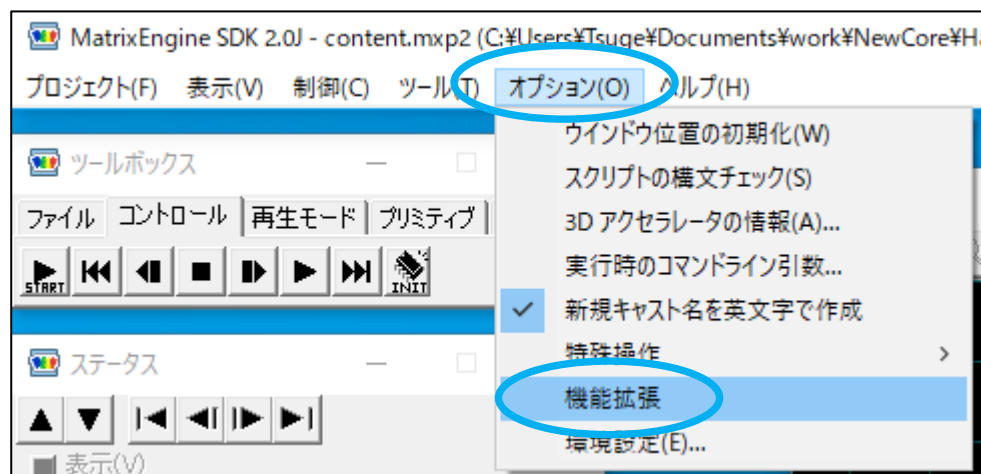 MatrixEngine SDK 2.0J - content.mxp2 (C:¥Users¥Tsuge¥Documents¥work¥NewCore¥Ha
プロジェクト(F) 表示(V) 制御(C) ツール(T) オプション(O) ヘルプ(H)
ウインドウ位置の初期化(W)
スクリプトの構文チェック(S)
3D アクセラレータの情報(A)...
実行時のコマンドライン引数...
新規キャスト名を英文字で作成
特殊操作
機能拡張
環境設定(E)...
ツールボックス
ファイル コントロール 再生モード プリミティブ
START INIT
ステータス
表示(V)